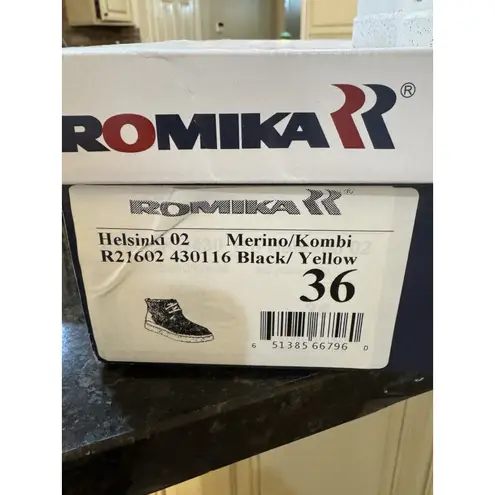 ROMIKA ®
ROMIKA ®
Helsinki 02 Merino/Kombi
R21602 430116 Black/ Yellow
36
6 51385 66796 0